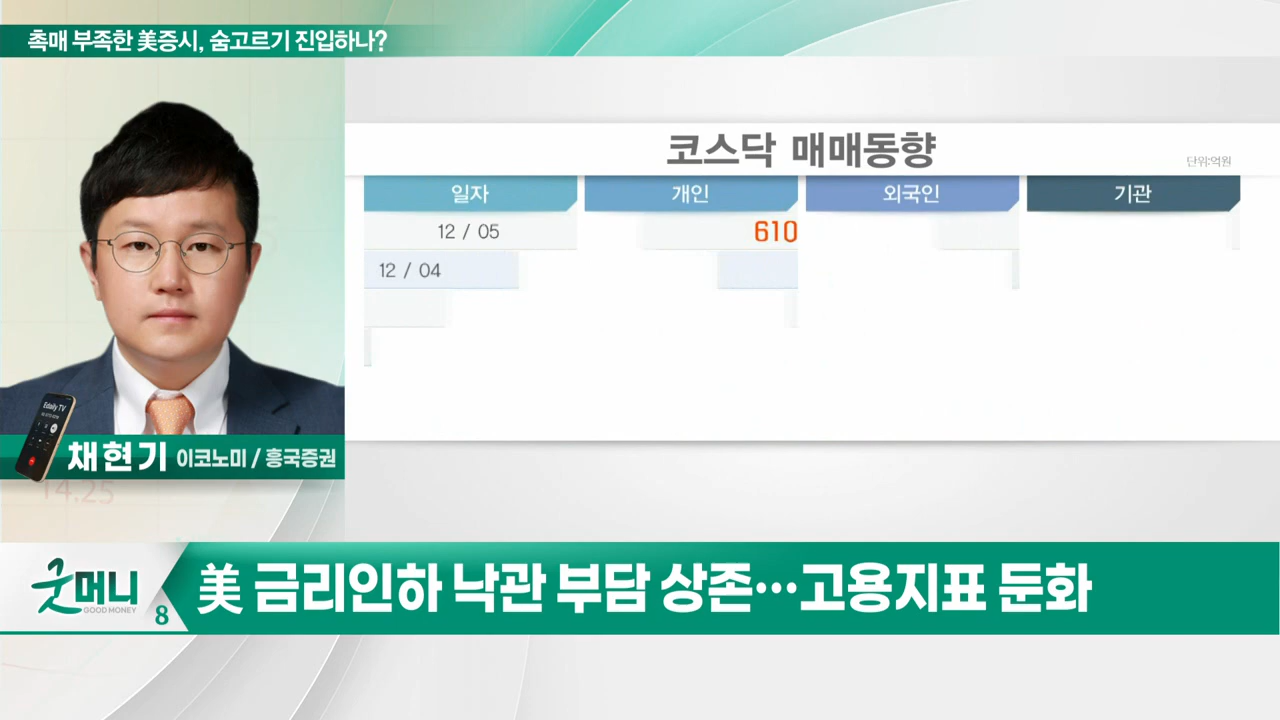 촉매 부족한 美증시, 숨고르기 진입하나?
코스닥 매매동향
단위:억원
일자 개인 외국인 기관
12 / 05 610
12 / 04
Edaily TV
채현기 이코노미 / 흥국증권
14.25
굿머니
GOOD MONEY
8
美 금리인하 낙관 부담 상존…고용지표 둔화